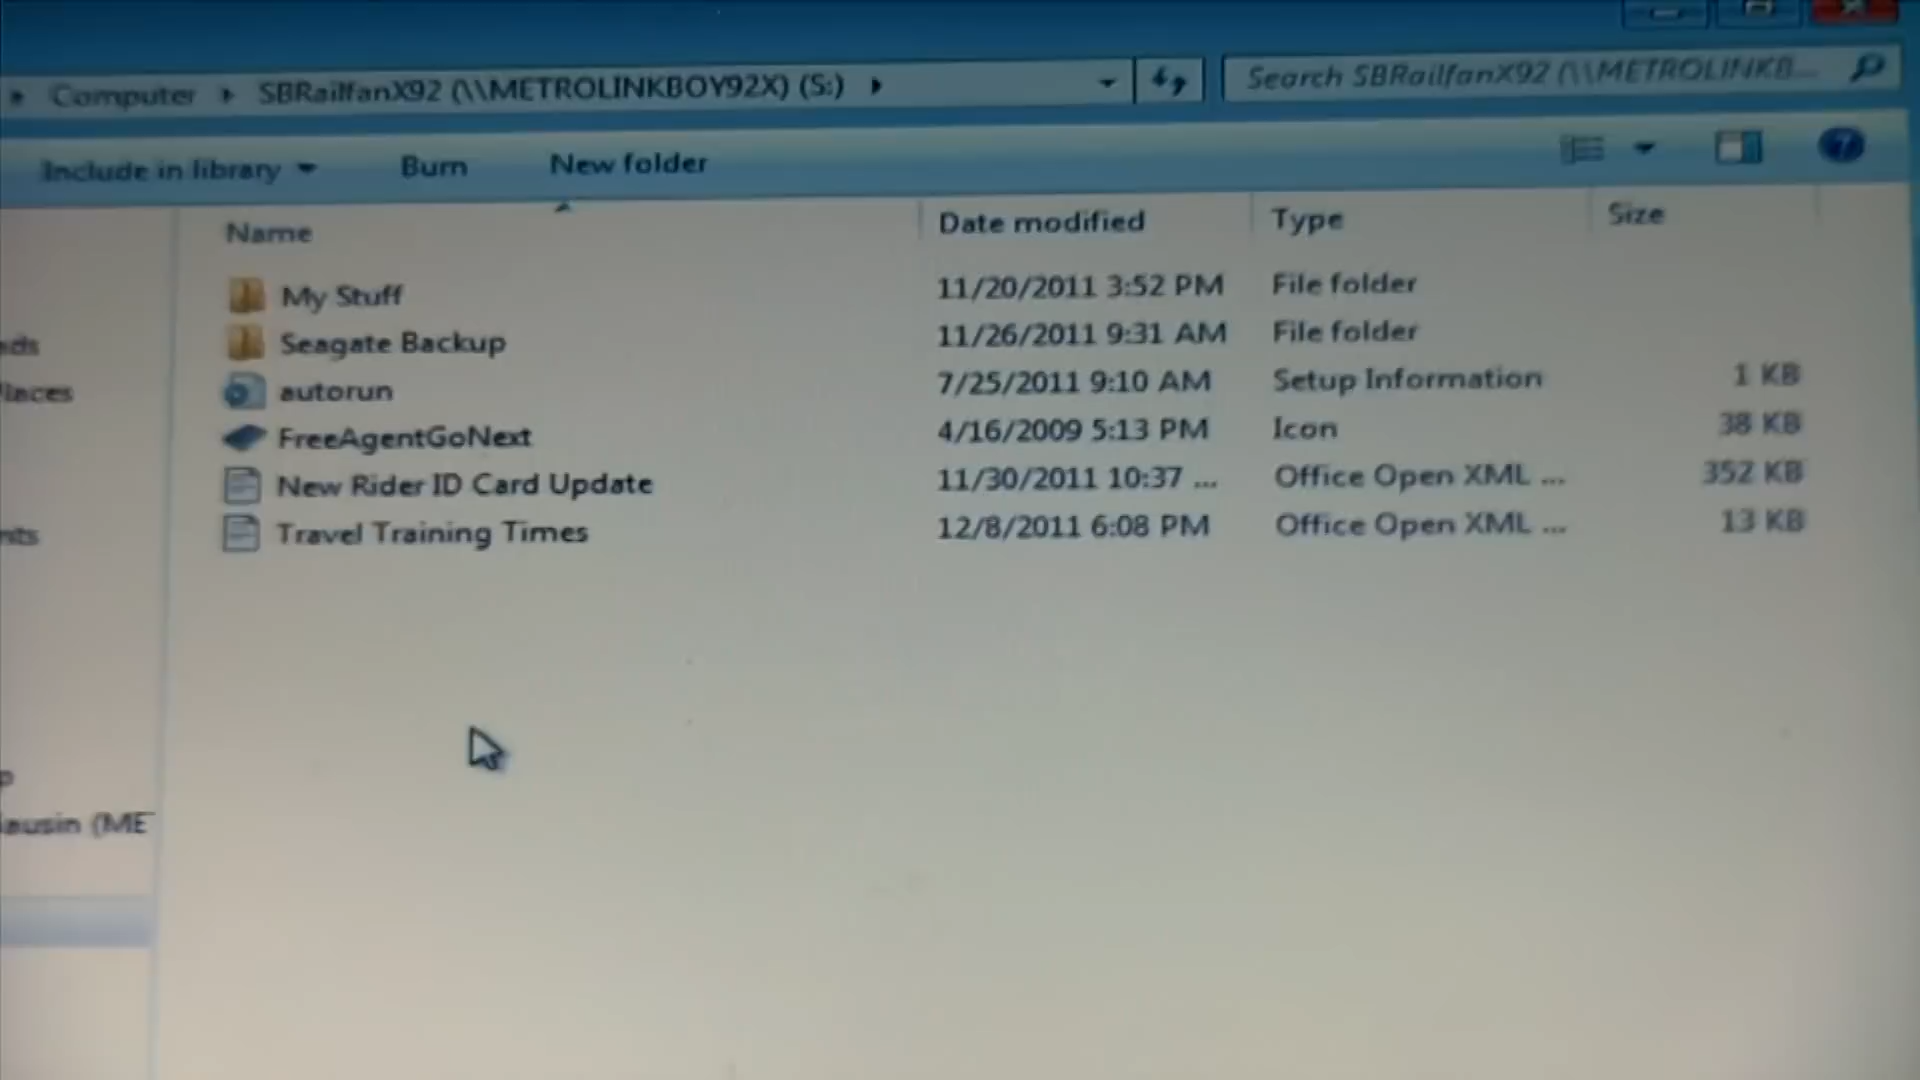 Computer SBRailfanX92 (\\METROLINKBOY92X) (S:)
Search SBRailfanX92 (\\METROLINKB...
Include in library Burn New folder
Name Date modified Type Size
My Stuff 11/20/2011 3:52 PM File folder
Seagate Backup 11/26/2011 9:31 AM File folder
autorun 7/25/2011 9:10 AM Setup Information 1 KB
FreeAgentGoNext 4/16/2009 5:13 PM Icon 38 KB
New Rider ID Card Update 11/30/2011 10:37 ... Office Open XML ... 352 KB
Travel Training Times 12/8/2011 6:08 PM Office Open XML ... 13 KB
ads
laces
nts
p
(ME